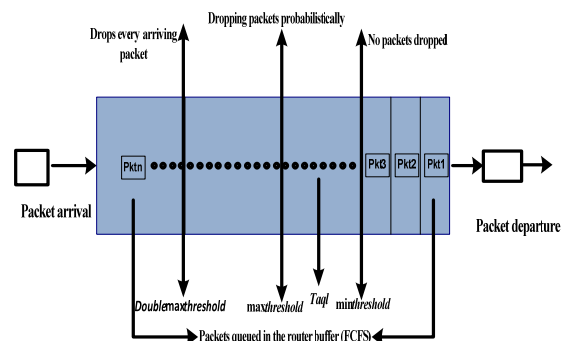 Dropping packets probabilistically
Drops every arriving
packet
No packets dropped
Pktn
Pkt3
Pkt2
Pkt1
Packet arrival
Packet departure
Doublemaxthreshold
maxthreshold
Taql
minthreshold
Packets queued in the router buffer (FCFS)